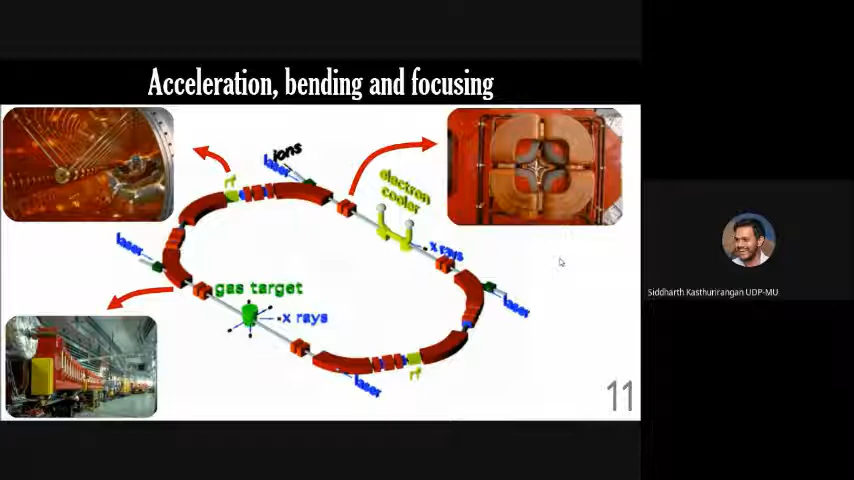 Acceleration, bending and focusing
ions
laser
rf
electron
cooler
x rays
laser
laser
gas target
x rays
rf
laser
11
Siddharth Kasthurirangan UDP-MU